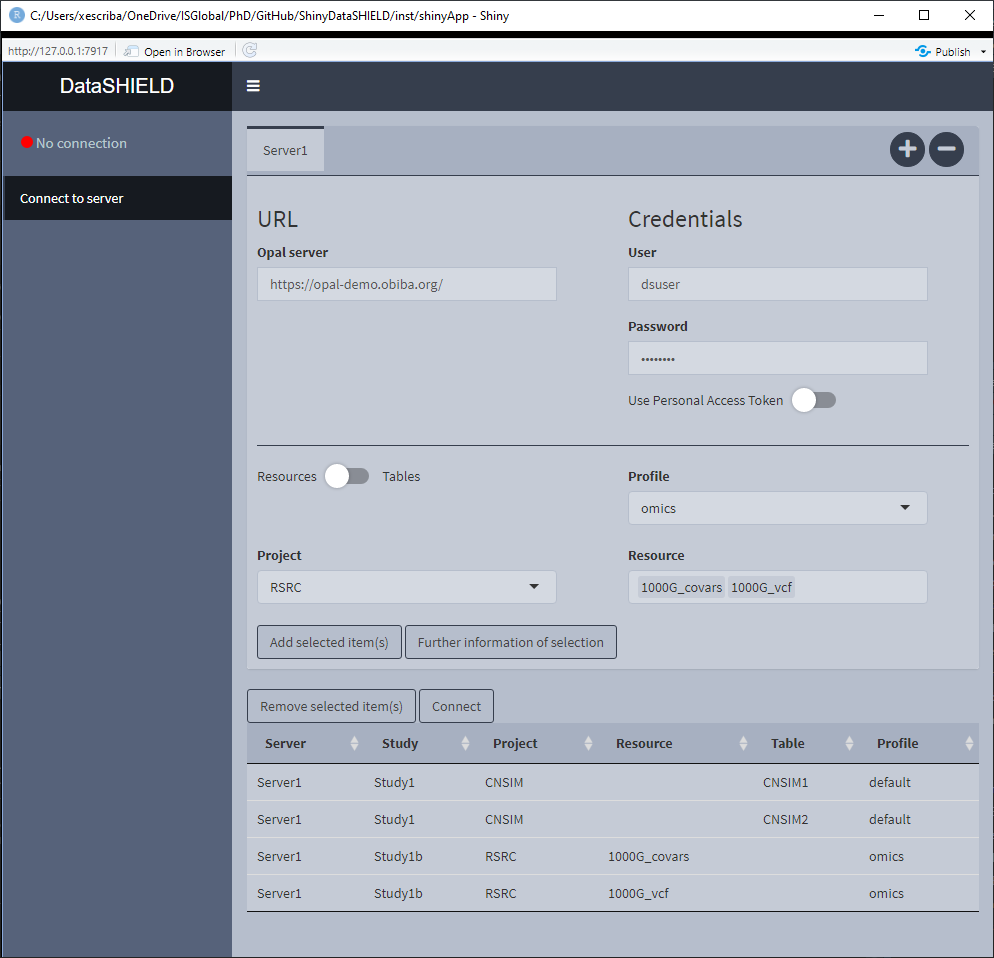 C:/Users/xescriba/OneDrive/ISGlobal/PhD/GitHub/ShinyDataSHIELD/inst/shinyApp - Shiny
http://127.0.0.1:7917 Open in Browser Publish
DataSHIELD
No connection
Connect to server
Server1
URL Credentials
Opal server User
https://opal-demo.obiba.org/ dsuser
Password
••••••••
Use Personal Access Token
Resources Tables Profile
omics
Project Resource
RSRC 1000G_covars 1000G_vcf
Add selected item(s) Further information of selection
Remove selected item(s) Connect
Server Study Project Resource Table Profile
Server1 Study1 CNSIM CNSIM1 default
Server1 Study1 CNSIM CNSIM2 default
Server1 Study1b RSRC 1000G_covars omics
Server1 Study1b RSRC 1000G_vcf omics